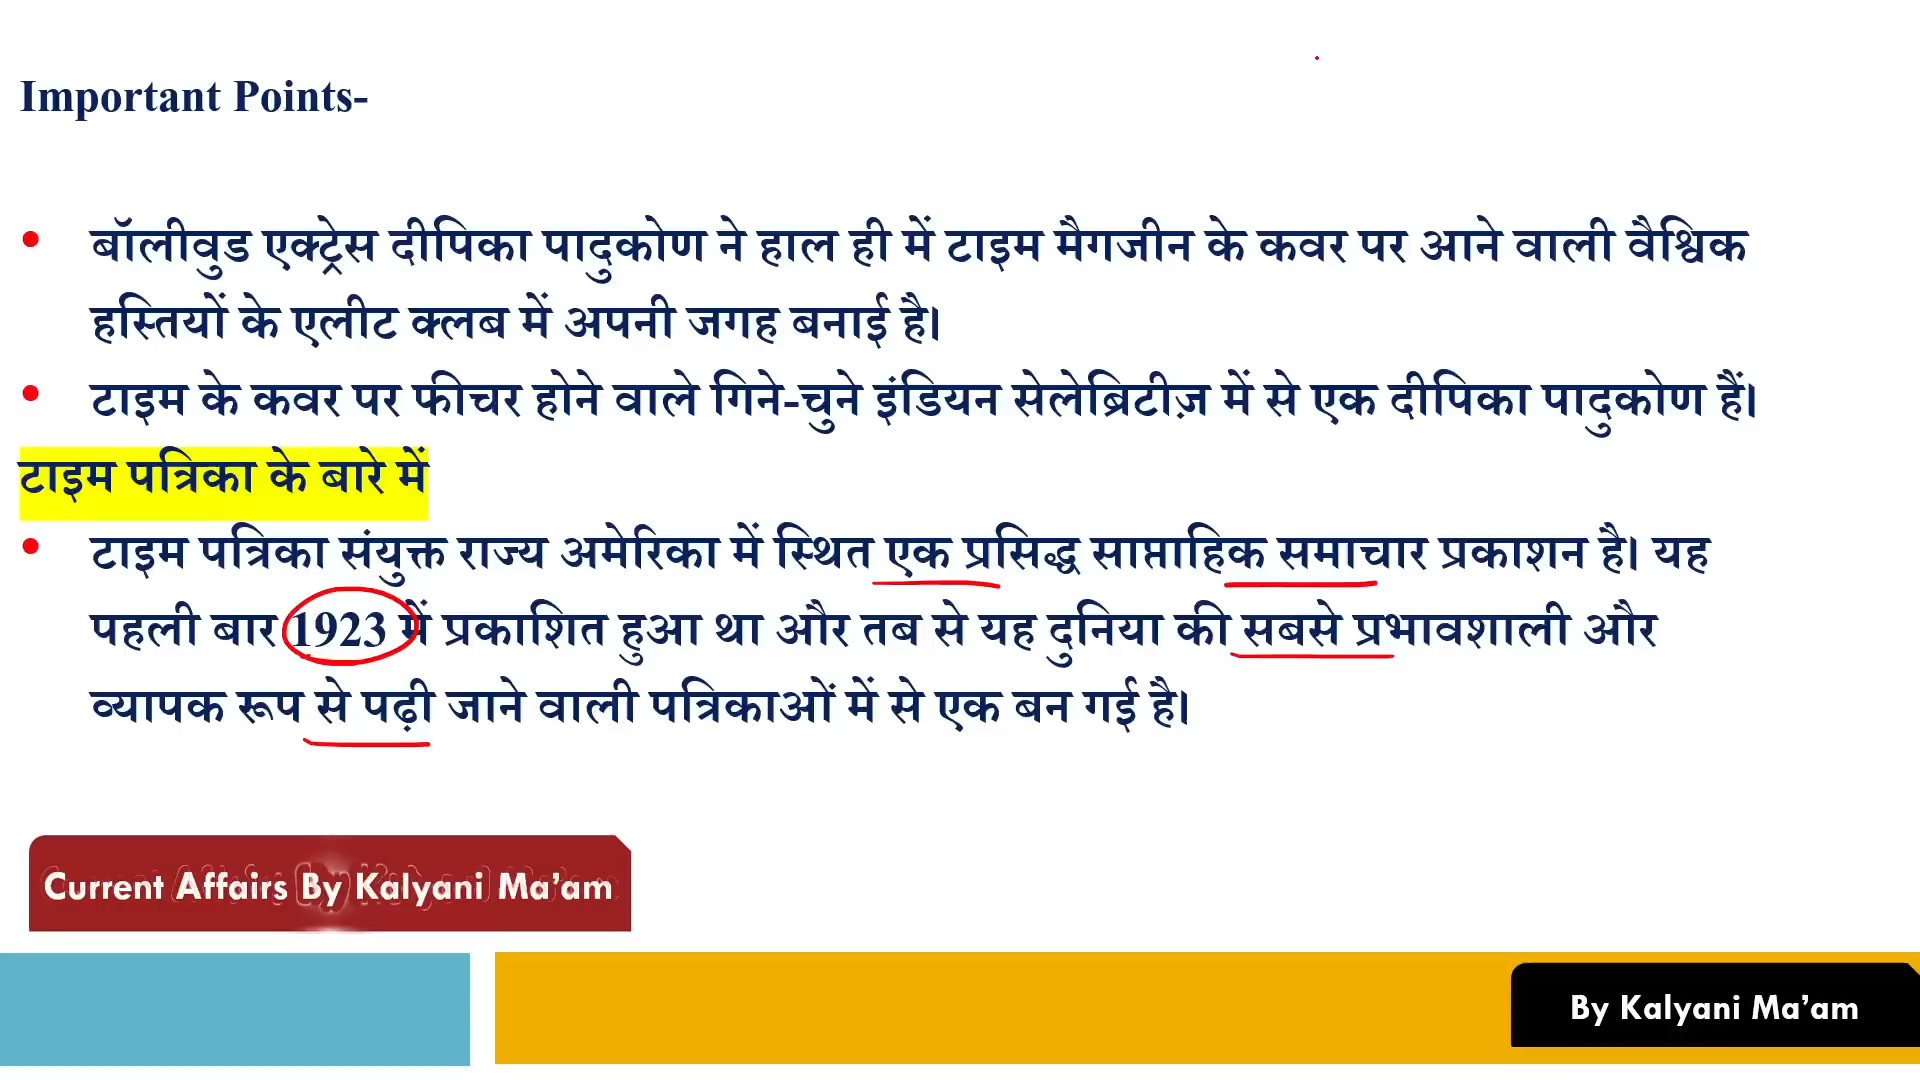 Important Points-
• बॉलीवुड एक्ट्रेस दीपिका पादुकोण ने हाल ही में टाइम मैगजीन के कवर पर आने वाली वैश्विक
हस्तियों के एलीट क्लब में अपनी जगह बनाई है।
• टाइम के कवर पर फीचर होने वाले गिने-चुने इंडियन सेलेब्रिटीज़ में से एक दीपिका पादुकोण हैं।
टाइम पत्रिका के बारे में
• टाइम पत्रिका संयुक्त राज्य अमेरिका में स्थित एक प्रसिद्ध साप्ताहिक समाचार प्रकाशन है। यह
पहली बार 1923 में प्रकाशित हुआ था और तब से यह दुनिया की सबसे प्रभावशाली और
व्यापक रूप से पढ़ी जाने वाली पत्रिकाओं में से एक बन गई है।
Current Affairs By Kalyani Ma'am
By Kalyani Ma'am